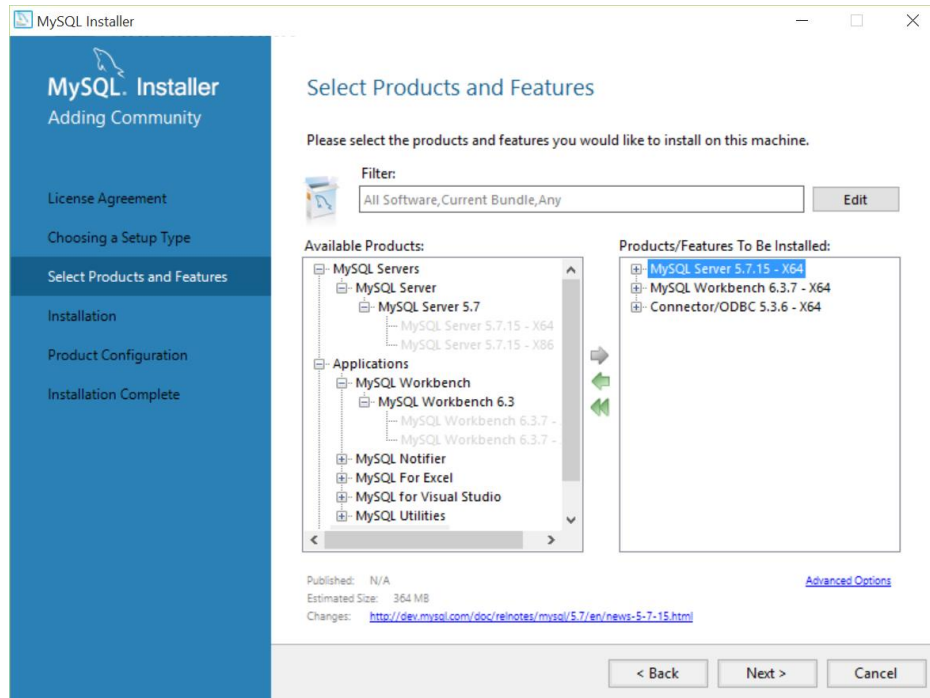 MySQL Installer
MySQL. Installer
Adding Community
License Agreement
Choosing a Setup Type
Select Products and Features
Installation
Product Configuration
Installation Complete
Select Products and Features
Please select the products and features you would like to install on this machine.
Filter:
All Software,Current Bundle,Any
Edit
Available Products:
MySQL Servers
MySQL Server
MySQL Server 5.7
MySQL Server 5.7.15 - X64
MySQL Server 5.7.15 - X86
Applications
MySQL Workbench
MySQL Workbench 6.3
MySQL Workbench 6.3.7 -
MySQL Workbench 6.3.7 -
MySQL Notifier
MySQL For Excel
MySQL for Visual Studio
MySQL Utilities
Products/Features To Be Installed:
MySQL Server 5.7.15 - X64
MySQL Workbench 6.3.7 - X64
Connector/ODBC 5.3.6 - X64
Published: N/A
Advanced Options
Estimated Size: 364 MB
Changes: http://dev.mysql.com/doc/relnotes/mysql/5.7/en/news-5-7-15.html
< Back
Next >
Cancel